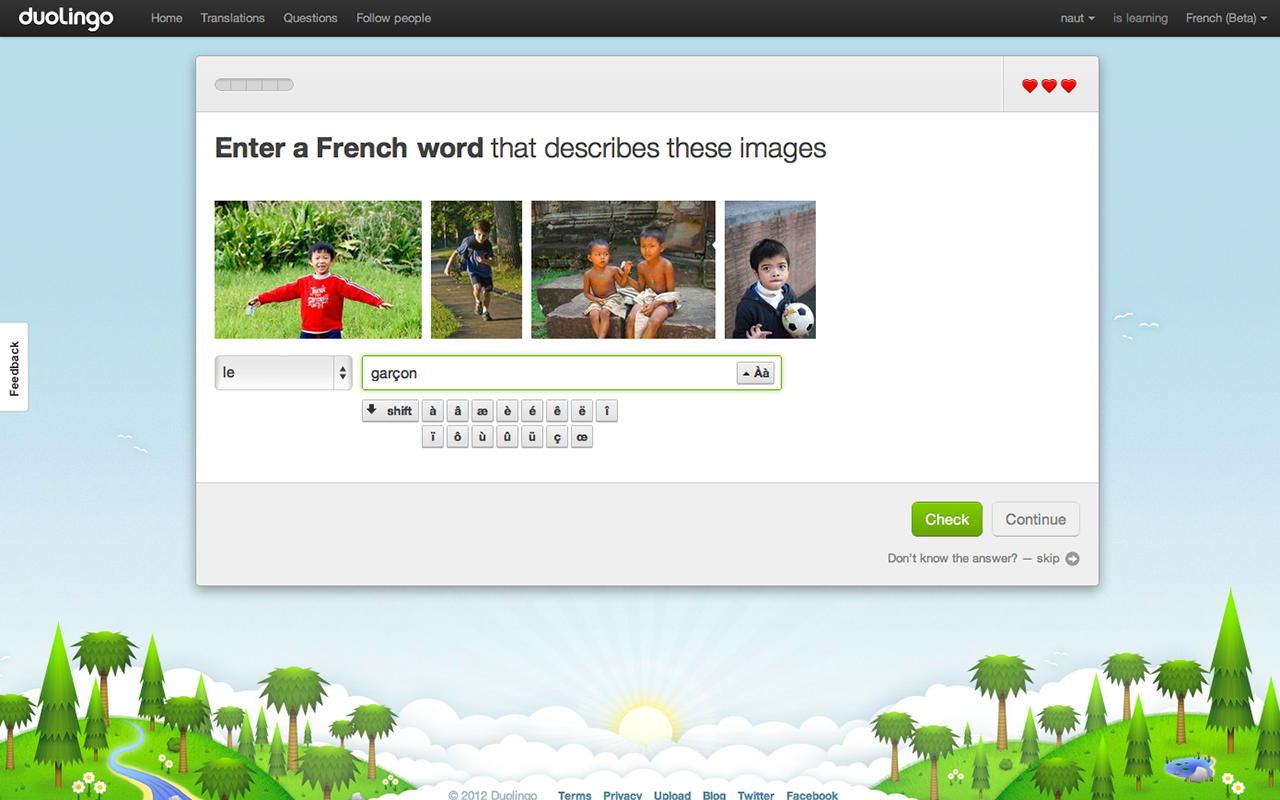 duolingo Home Translations Questions Follow people naut is learning French (Beta)
Enter a French word that describes these images
le garçon Àà
shift à â æ è é ê ë î
ï ô ù û ü ç œ
Feedback
Check Continue
Don't know the answer? — skip
© 2012 Duolingo Terms Privacy Upload Blog Twitter Facebook